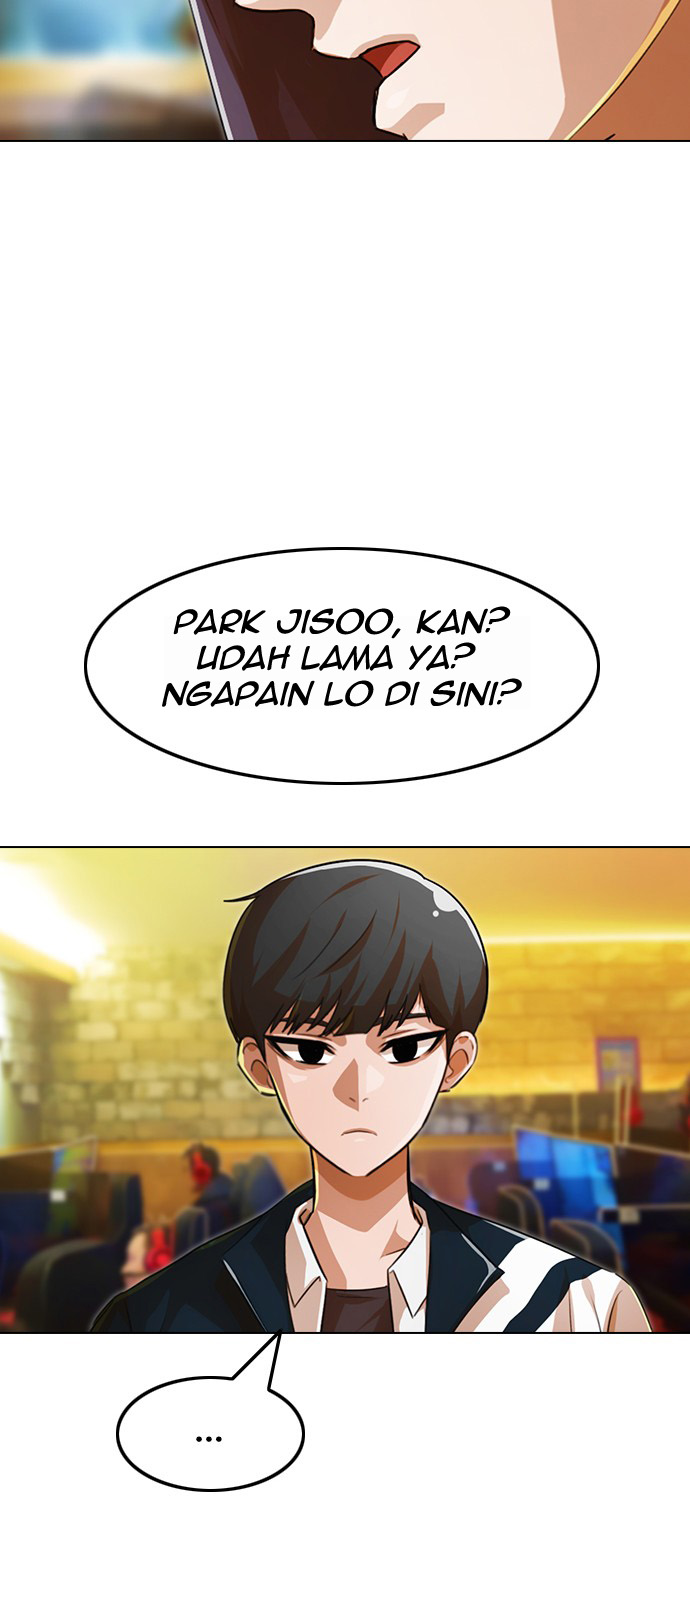 PARK JISOO, KAN?
UDAH LAMA YA?
NGAPAIN LO DI SINI?
...